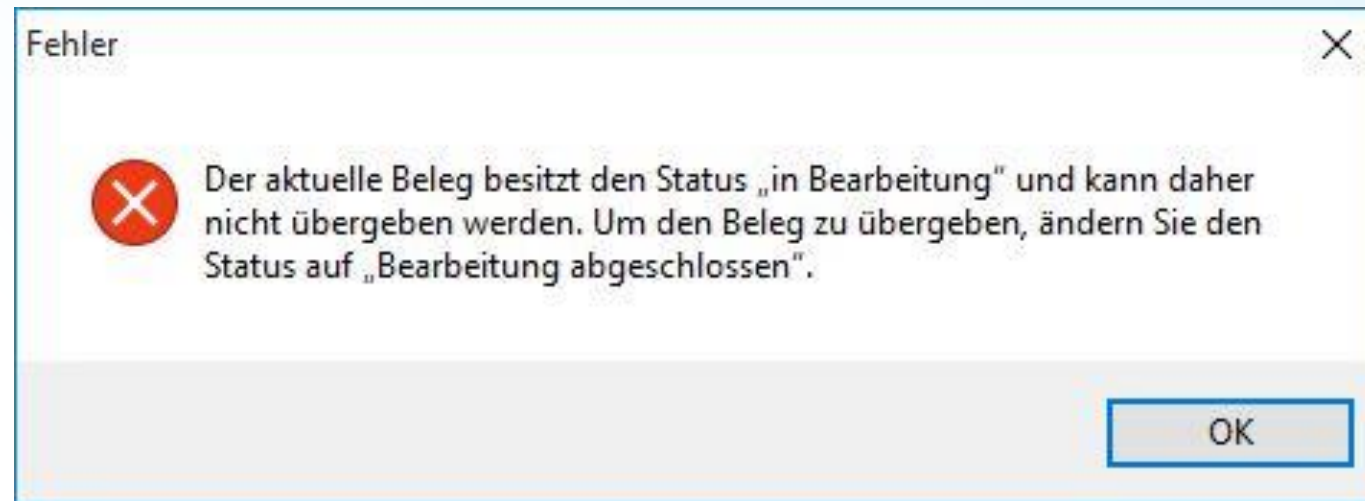 Fehler
Der aktuelle Beleg besitzt den Status „in Bearbeitung" und kann daher
nicht übergeben werden. Um den Beleg zu übergeben, ändern Sie den
Status auf „Bearbeitung abgeschlossen".
OK